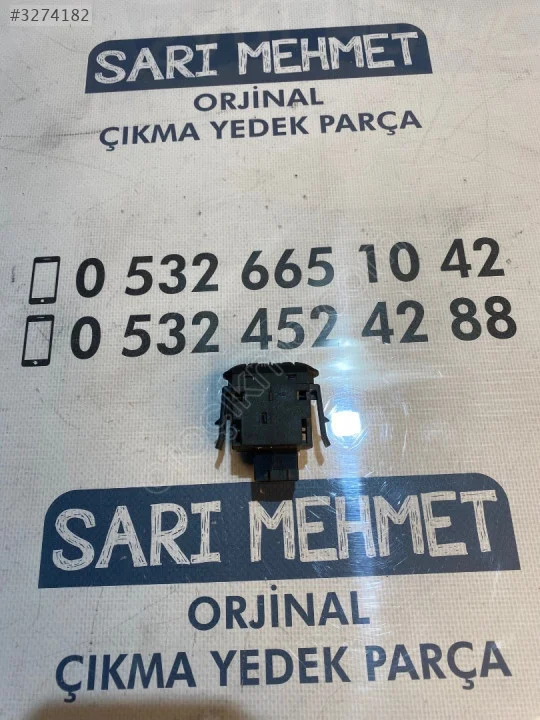 #3274182
SARI MEHMET
ORJİNAL
ÇIKMA YEDEK PARÇA
0 532 665 10 42
0 532 452 42 88
SARI MEHMET
ORJİNAL
ÇIKMA YEDEK PARÇA